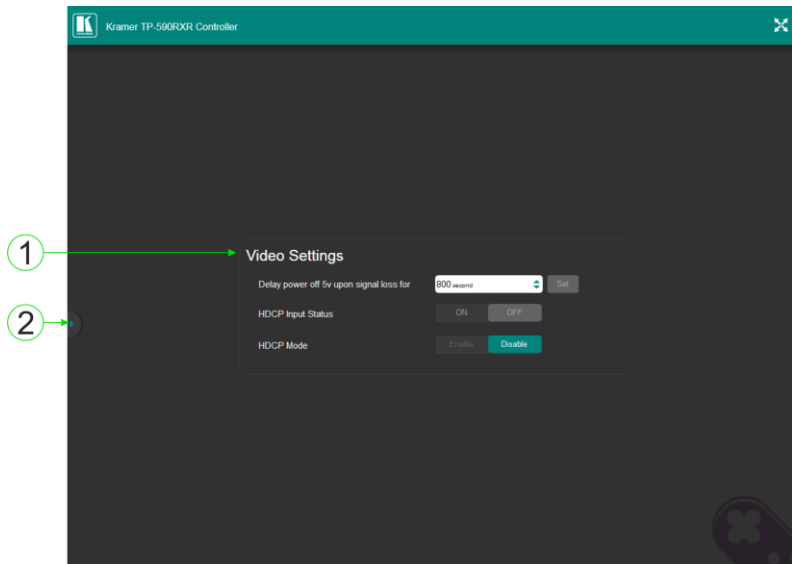 Kramer TP-590RXR Controller
1
Video Settings
Delay power off 5v upon signal loss for 800 second Set
HDCP Input Status ON OFF
2
HDCP Mode Enable Disable